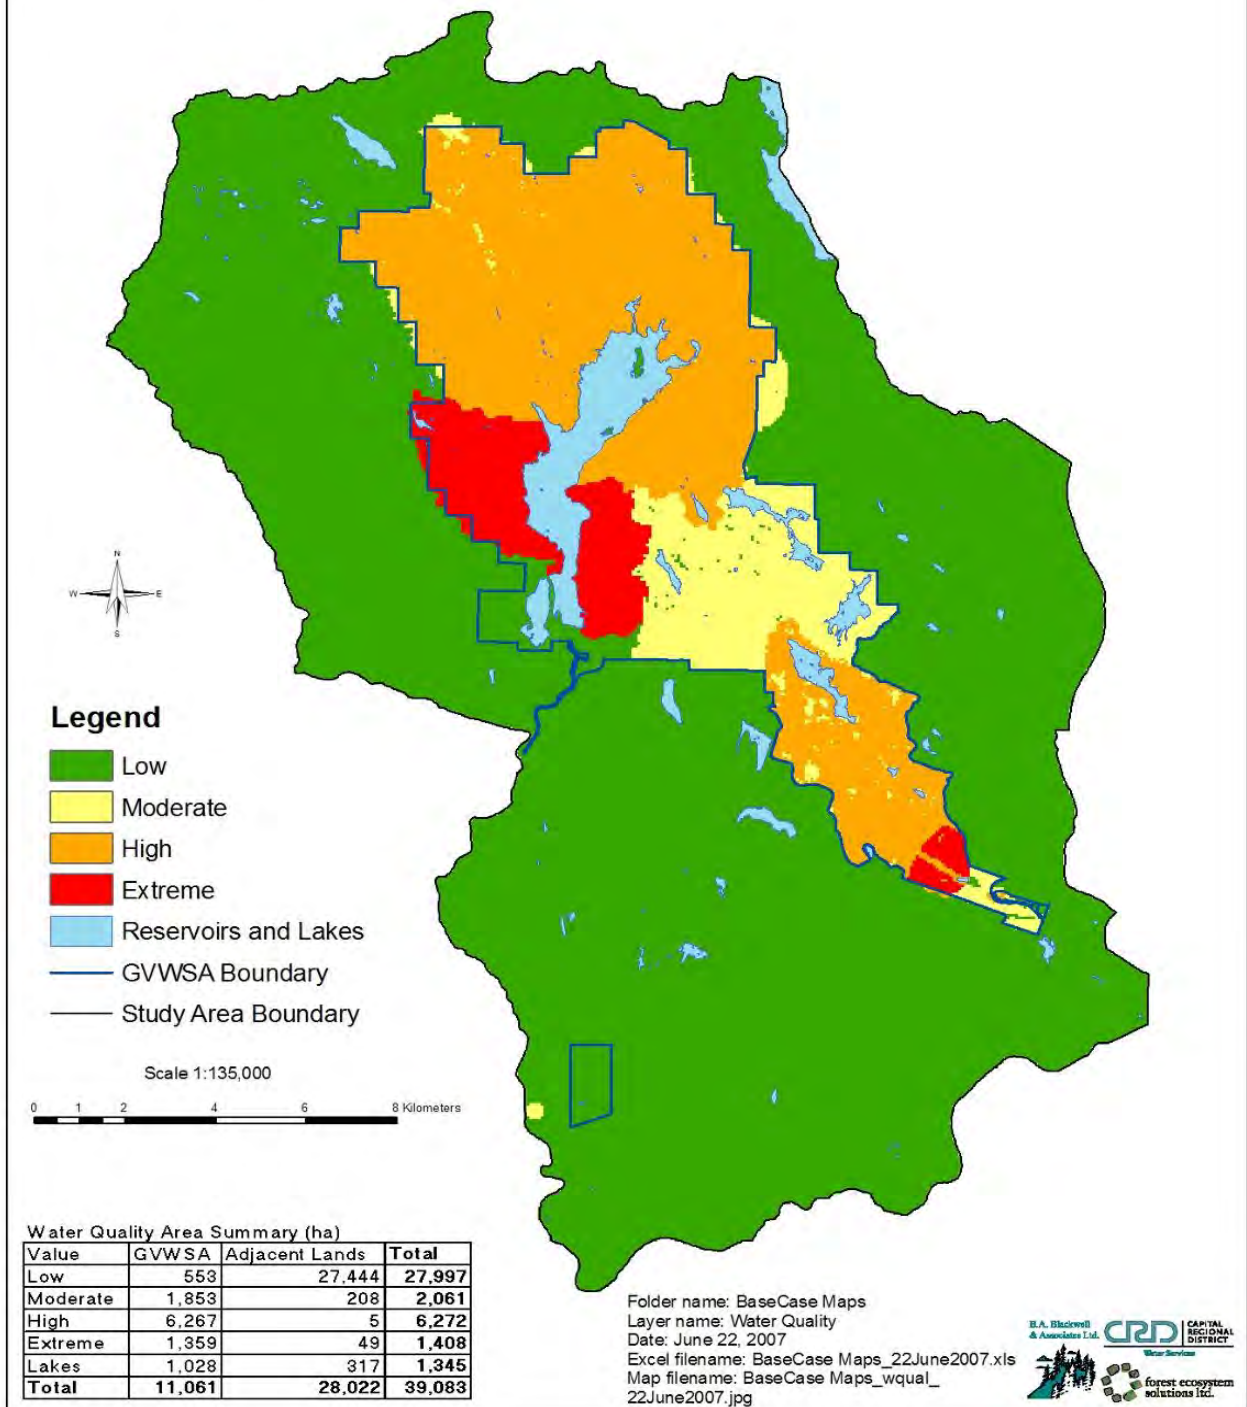 N
W E
S
Legend
Low
Moderate
High
Extreme
Reservoirs and Lakes
GVWSA Boundary
Study Area Boundary
Scale 1:135,000
0 1 2 4 6 8 Kilometers
Water Quality Area Summary (ha)
Value GVWSA Adjacent Lands Total
Low 553 27,444 27,997
Moderate 1,853 208 2,061
High 6,267 5 6,272
Extreme 1,359 49 1,408
Lakes 1,028 317 1,345
Total 11,061 28,022 39,083
Folder name: BaseCase Maps
Layer name: Water Quality
Date: June 22, 2007
Excel filename: BaseCase Maps_22June2007.xls
Map filename: BaseCase Maps_wqual_
22June2007.jpg
B.A. Blackwell
& Associates Ltd.
CRD
CAPITAL
REGIONAL
DISTRICT
Water Services
forest ecosystem
solutions ltd.